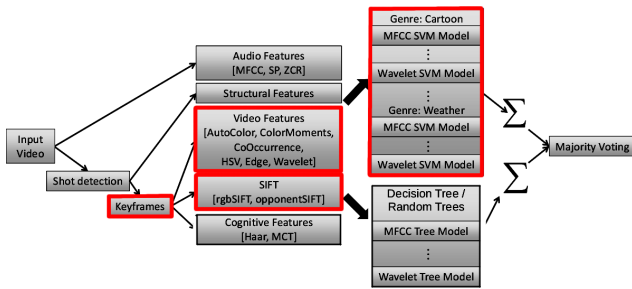 Input
Video
Shot detection
Keyframes
Audio Features
[MFCC, SP, ZCR]
Structural Features
Video Features
[AutoColor, ColorMoments,
CoOccurrence,
HSV, Edge, Wavelet]
SIFT
[rgbSIFT, opponentSIFT]
Cognitive Features
[Haar, MCT]
Genre: Cartoon
MFCC SVM Model
⋮
Wavelet SVM Model
⋮
Genre: Weather
MFCC SVM Model
⋮
Wavelet SVM Model
Decision Tree /
Random Trees
MFCC Tree Model
⋮
Wavelet Tree Model
∑
∑
Majority Voting